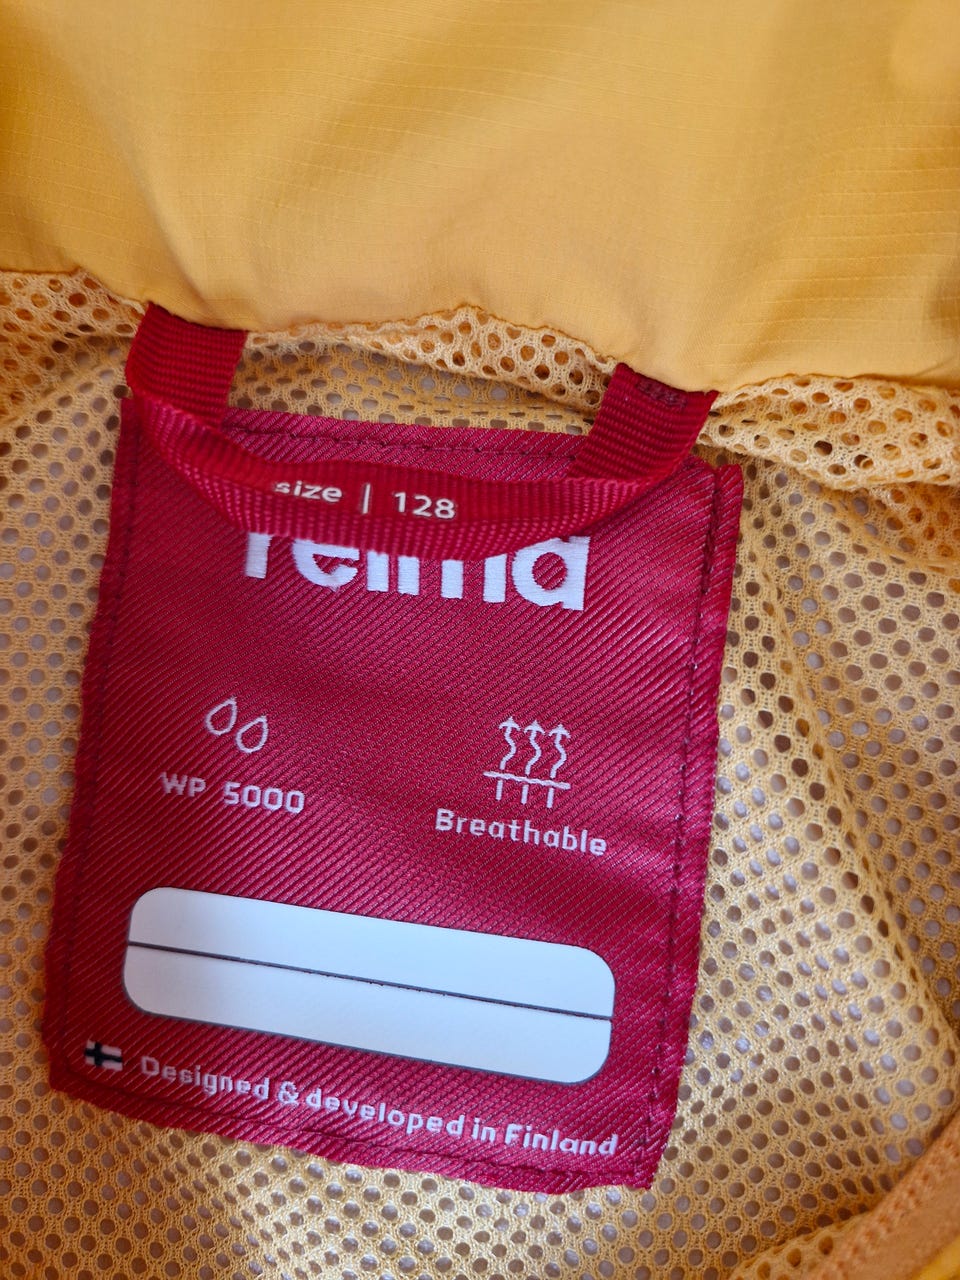 size | 128
reima
WP 5000
Breathable
Designed & developed in Finland